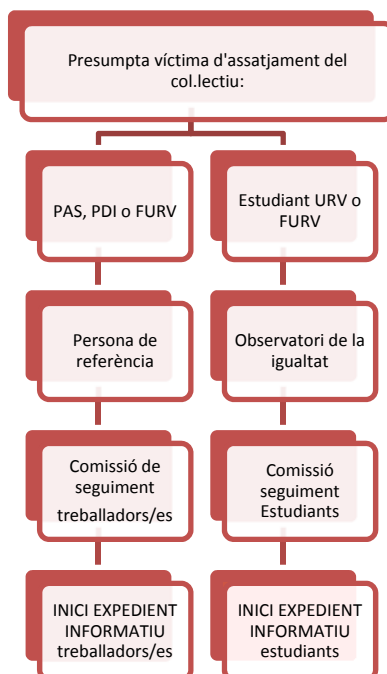 Presumpta víctima d'assatjament del
col.lectiu:
PAS, PDI o FURV
Estudiant URV o
FURV
Persona de
referència
Observatori de la
igualtat
Comissió de
seguiment
treballadors/es
Comissió
seguiment
Estudiants
INICI EXPEDIENT
INFORMATIU
treballadors/es
INICI EXPEDIENT
INFORMATIU
estudiants